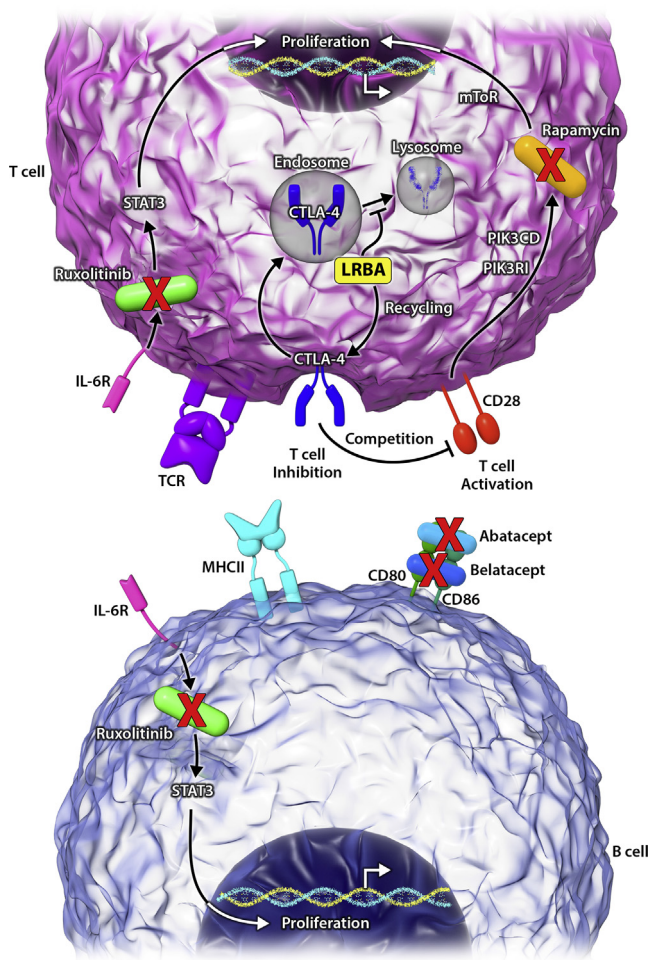 Proliferation
mToR
Rapamycin
T cell
Endosome
Lysosome
STAT3
CTLA-4
PIK3CD
PIK3RI
Ruxolitinib
LRBA
Recycling
CTLA-4
IL-6R
CD28
Competition
T cell
Inhibition
T cell
Activation
TCR
Abatacept
MHCII
CD80
Belatacept
CD86
IL-6R
Ruxolitinib
STAT3
B cell
Proliferation